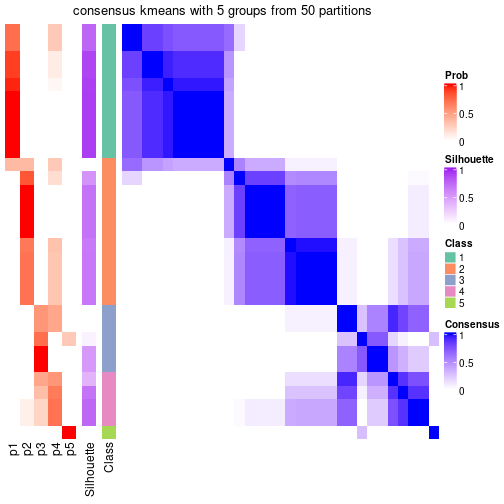 consensus kmeans with 5 groups from 50 partitions
Prob
1
0.5
0
Silhouette
1
0.5
0
Class
1
2
3
4
5
Consensus
1
0.5
0
p1
p2
p3
p4
p5
Silhouette
Class